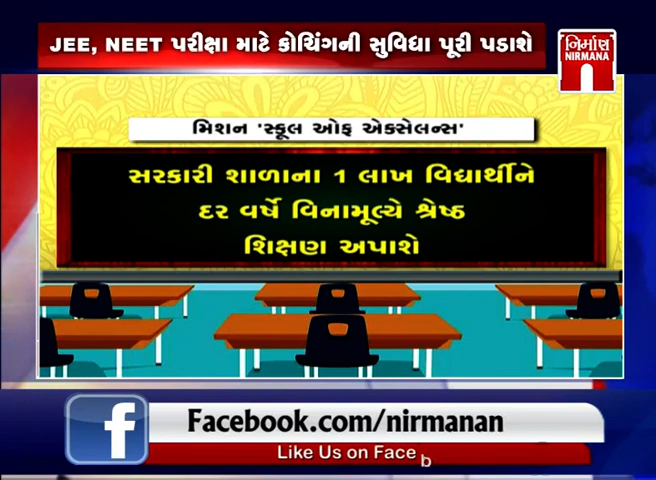 JEE, NEET પરીક્ષા માટે કોચિંગની સુવિધા પૂરી પડાશે
નિર્માણ
NIRMANA
મિશન 'સ્કૂલ ઓફ એક્સેલન્સ'
સરકારી શાળાના 1 લાખ વિદ્યાર્થીને
દર વર્ષે વિનામૂલ્યે શ્રેષ્ઠ
શિક્ષણ અપાશે
f Facebook.com/nirmanan
Like Us on Face b